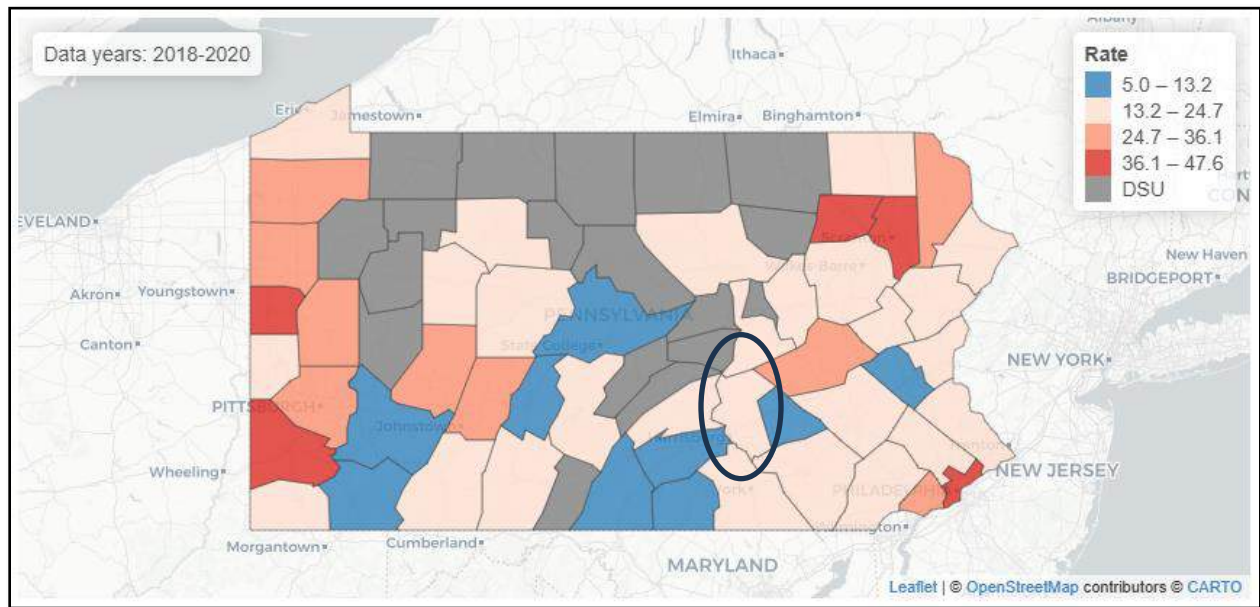 Albany
Data years: 2018-2020
Ithaca
Rate
5.0 – 13.2
13.2 – 24.7
24.7 – 36.1
36.1 – 47.6
DSU
Erie
Jamestown
Elmira
Binghamton
CON
EVELAND
Scranton
New Haven
Wilkes-Barre
BRIDGEPORT
Akron
Youngstown
PENNSYLVANIA
Canton
State College
NEW YORK
PITTSBURGH
Johnstown
Trenton
Wheeling
NEW JERSEY
York
PHILADELPHIA
Wilmington
Morgantown
Cumberland
MARYLAND
Leaflet | © OpenStreetMap contributors © CARTO